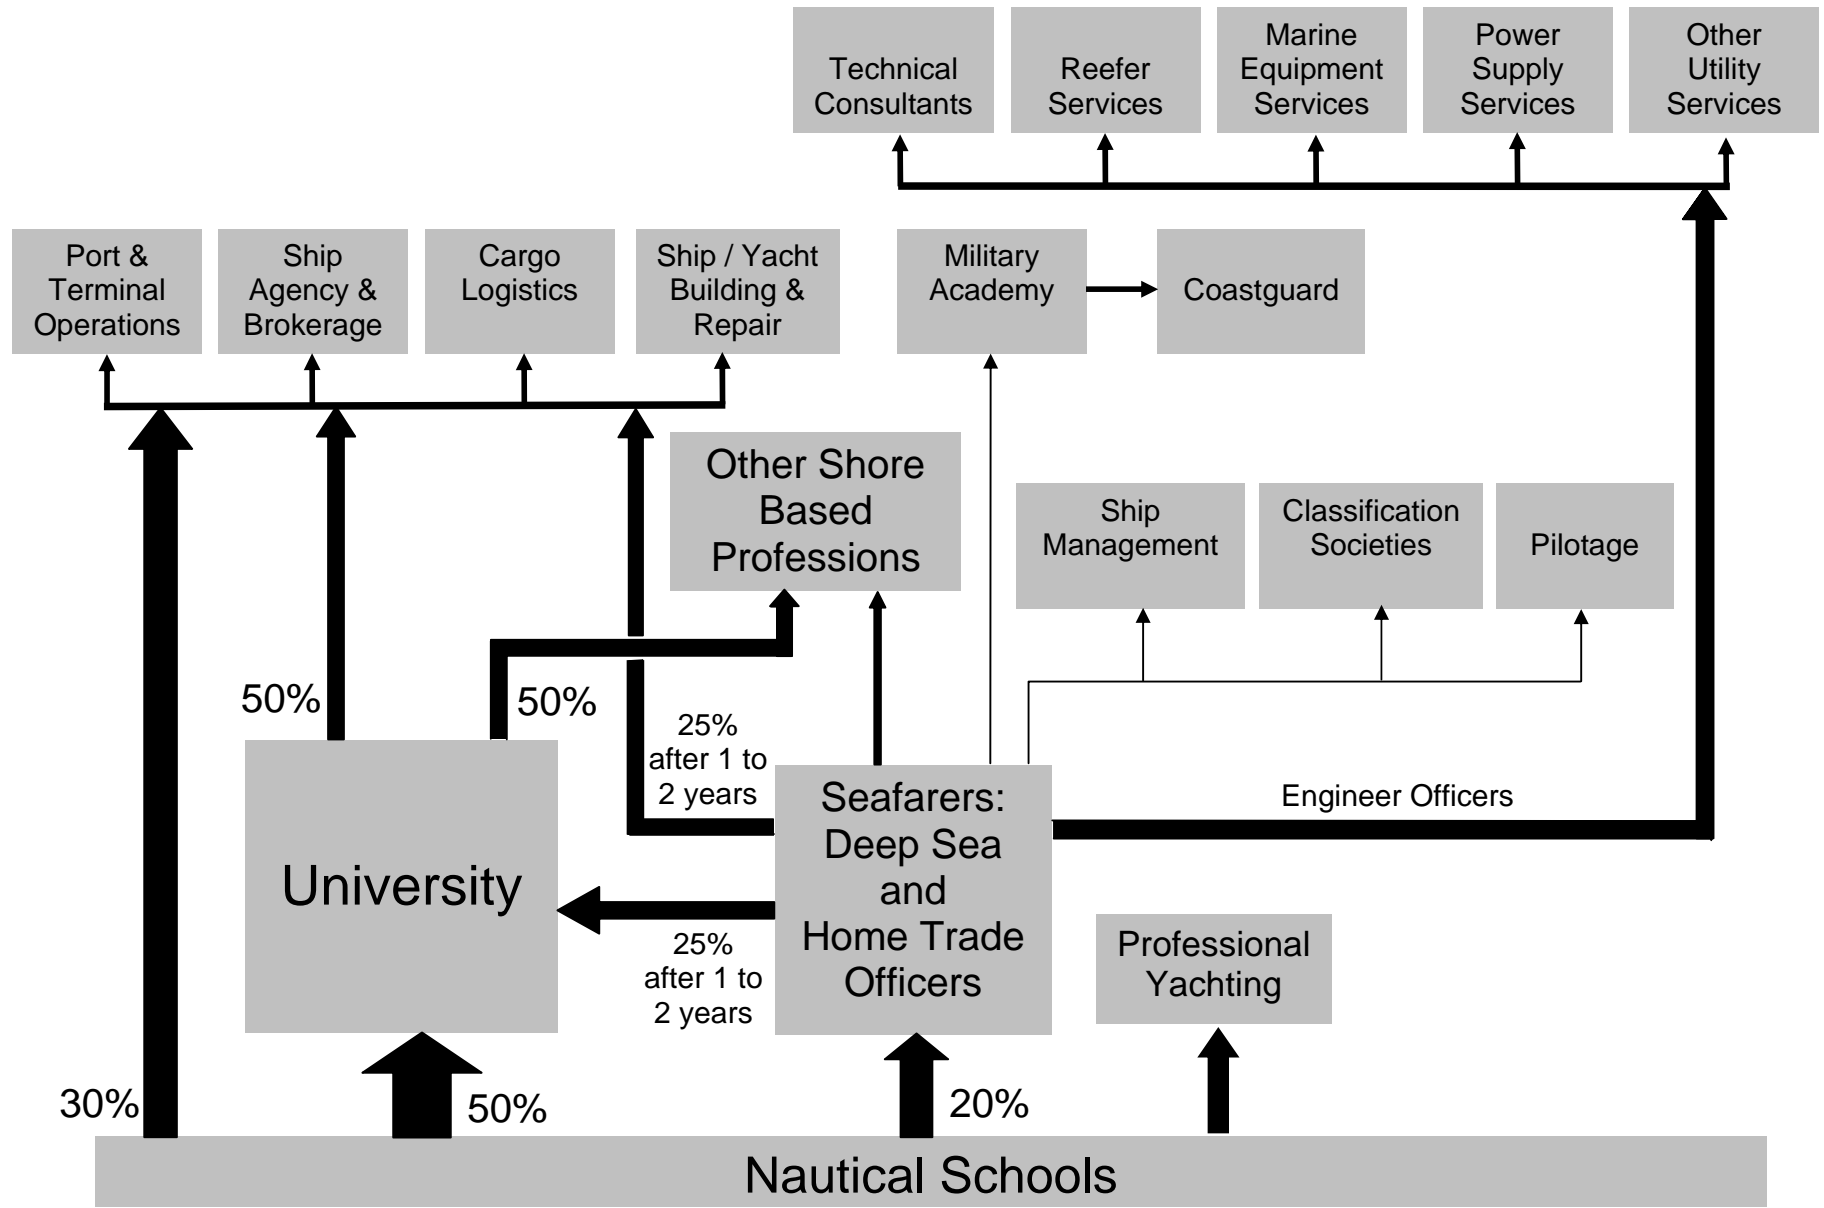 Technical
Consultants
Reefer
Services
Marine
Equipment
Services
Power
Supply
Services
Other
Utility
Services
Port &
Terminal
Operations
Ship
Agency &
Brokerage
Cargo
Logistics
Ship / Yacht
Building &
Repair
Military
Academy
Coastguard
Other Shore
Based
Professions
Ship
Management
Classification
Societies
Pilotage
50%
50%
25%
after 1 to
2 years
Engineer Officers
University
Seafarers:
Deep Sea
and
Home Trade
Officers
25%
after 1 to
2 years
Professional
Yachting
30%
50%
20%
Nautical Schools